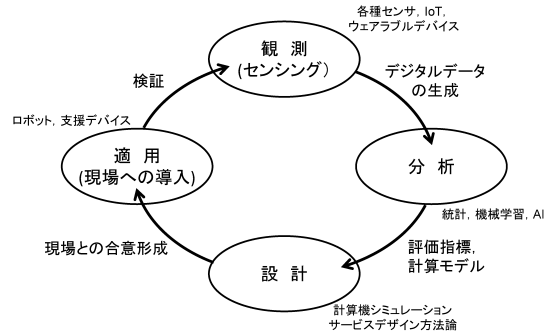 各種センサ, IoT,
ウェアラブルデバイス
観 測
(センシング)
検証
デジタルデータ
の生成
ロボット, 支援デバイス
適 用
(現場への導入)
分 析
統計, 機械学習, AI
現場との合意形成
評価指標,
計算モデル
設 計
計算機シミュレーション
サービスデザイン方法論